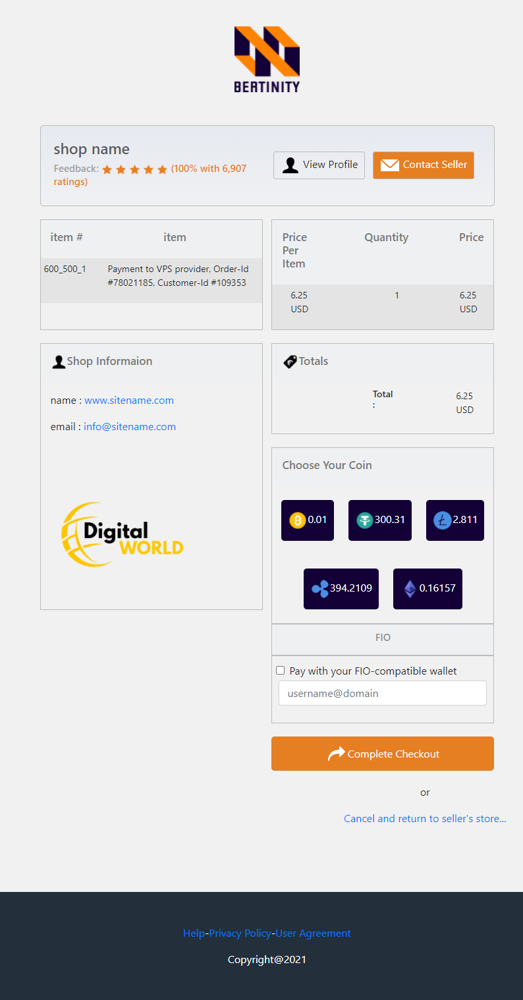 BERTINITY
shop name
Feedback: (100% with 6,907
ratings)
View Profile
Contact Seller
item # item
600_500_1 Payment to VPS provider, Order-Id
#78021185, Customer-Id #109353
Price Quantity Price
Per
Item
6.25 1 6.25
USD USD
Shop Informaion
name : www.sitename.com
email : info@sitename.com
Digital
WORLD
Totals
Total 6.25
: USD
Choose Your Coin
0.01 300.31 2.811
394.2109 0.16157
FIO
Pay with your FIO-compatible wallet
username@domain
Complete Checkout
or
Cancel and return to seller's store...
Help-Privacy Policy-User Agreement
Copyright@2021